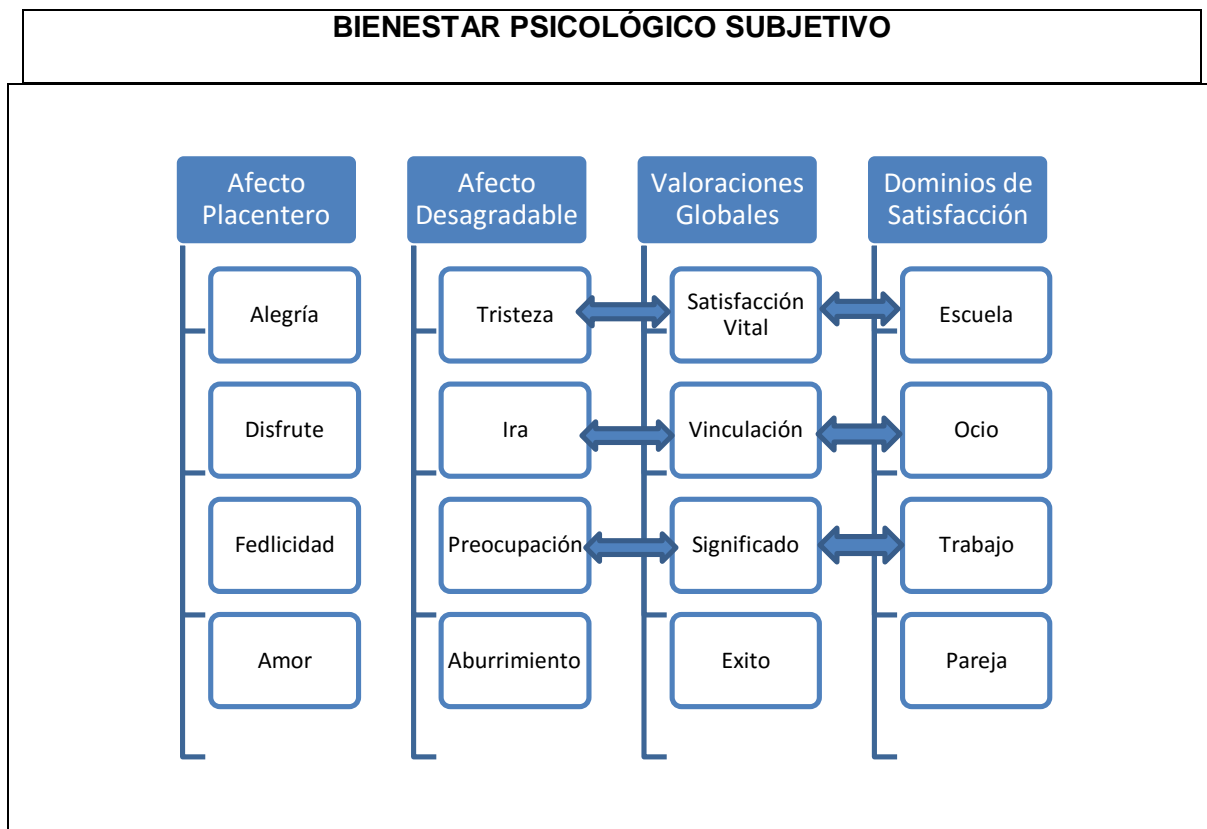 BIENESTAR PSICOLÓGICO SUBJETIVO
Afecto
Placentero
Alegría
Disfrute
Fedlicidad
Amor
Afecto
Desagradable
Tristeza
Ira
Preocupación
Aburrimiento
Valoraciones
Globales
Satisfacción
Vital
Vinculación
Significado
Exito
Dominios de
Satisfacción
Escuela
Ocio
Trabajo
Pareja